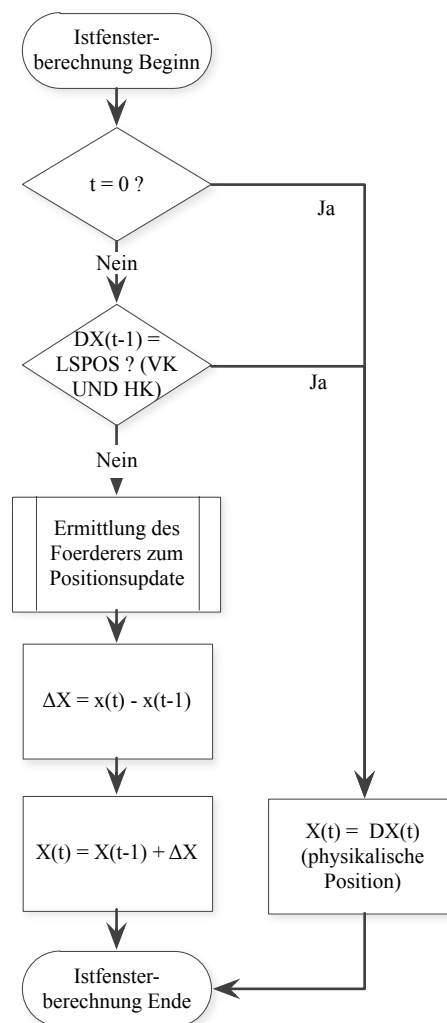 Istfenster-
berechnung Beginn
t = 0 ?
Ja
Nein
DX(t-1) =
LSPOS ? (VK
UND HK)
Ja
Nein
Ermittlung des
Foerderers zum
Positionsupdate
ΔX = x(t) - x(t-1)
X(t) = X(t-1) + ΔX
X(t) = DX(t)
(physikalische
Position)
Istfenster-
berechnung Ende